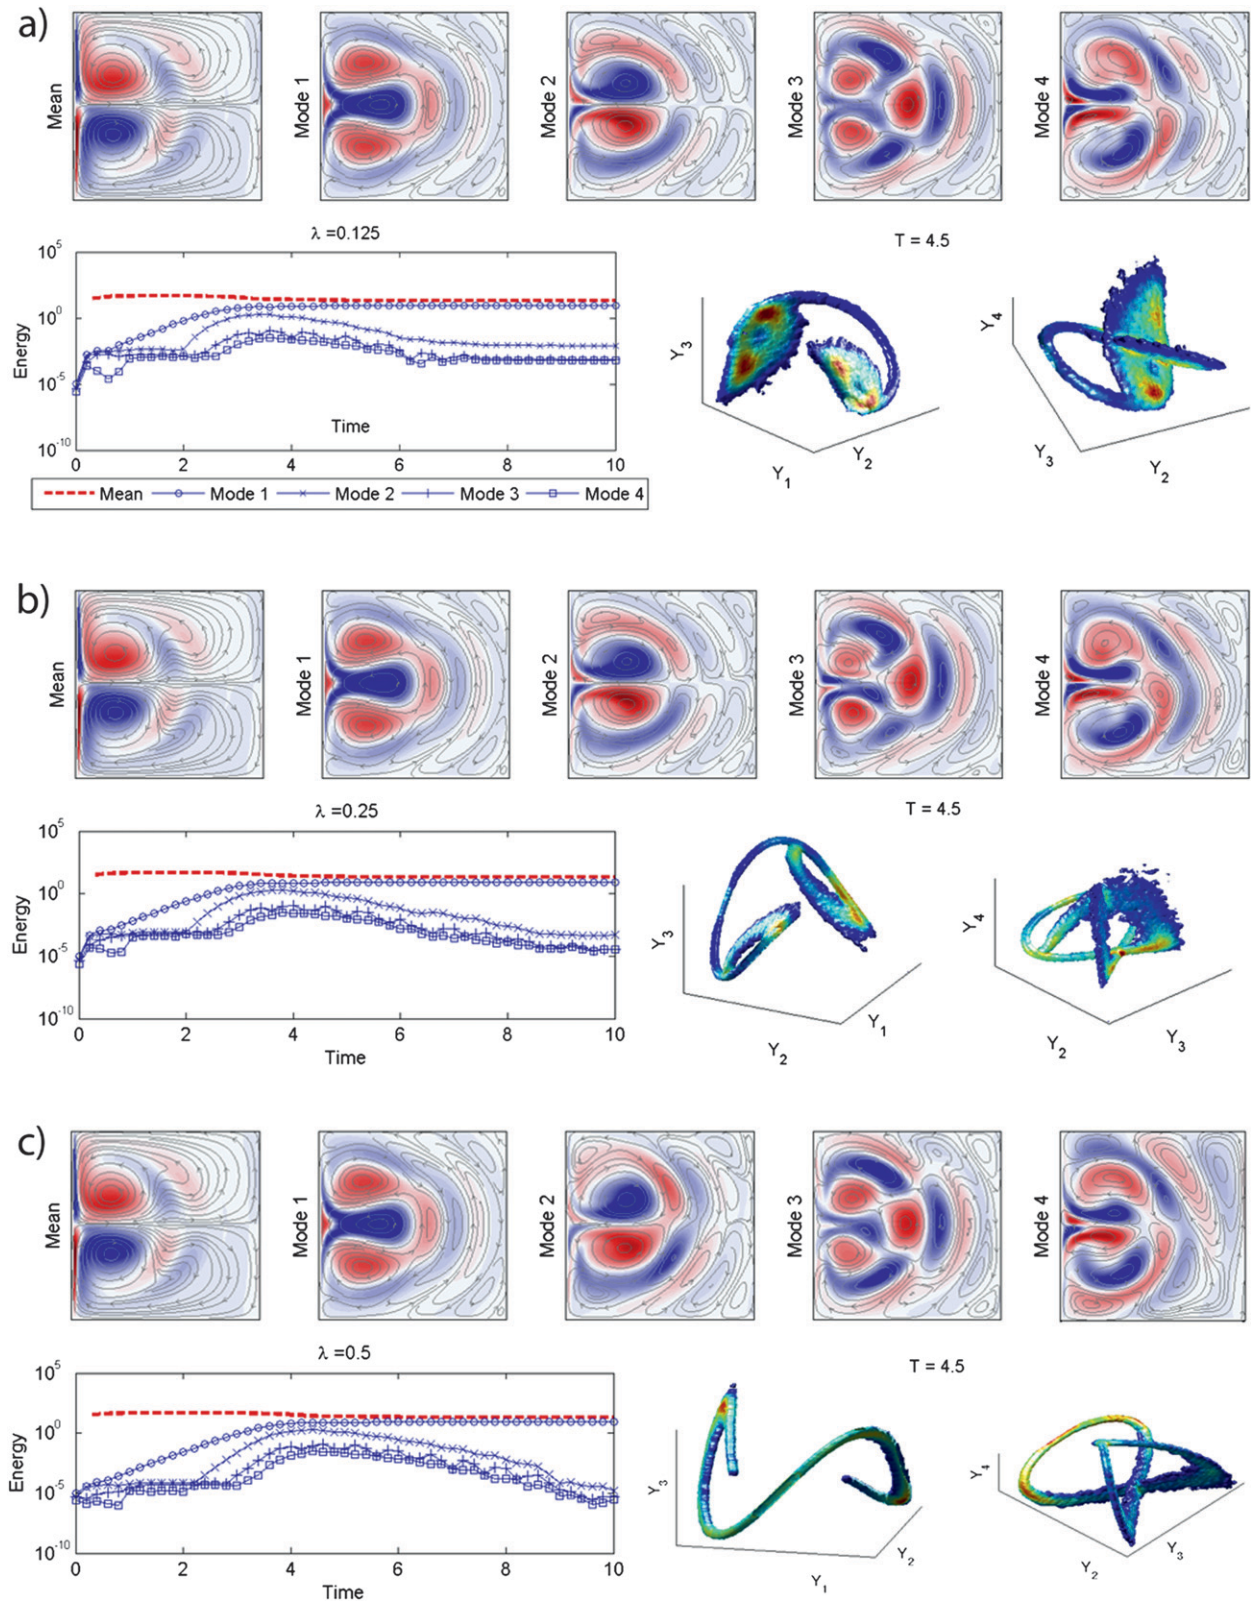 a)
Mean
Mode 1
Mode 2
Mode 3
Mode 4
λ =0.125
T = 4.5
Energy
10^5
10^0
10^-5
10^-10
Time
0 2 4 6 8 10
Mean Mode 1 Mode 2 Mode 3 Mode 4
Y_3
Y_1
Y_2
Y_4
Y_3
Y_2
b)
Mean
Mode 1
Mode 2
Mode 3
Mode 4
λ =0.25
T = 4.5
Energy
10^5
10^0
10^-5
10^-10
0 2 4 6 8 10
Time
Y_3
Y_2
Y_1
Y_4
Y_2
Y_3
c)
Mean
Mode 1
Mode 2
Mode 3
Mode 4
λ =0.5
T = 4.5
Energy
10^5
10^0
10^-5
10^-10
0 2 4 6 8 10
Time
Y_3
Y_1
Y_2
Y_4
Y_2
Y_3